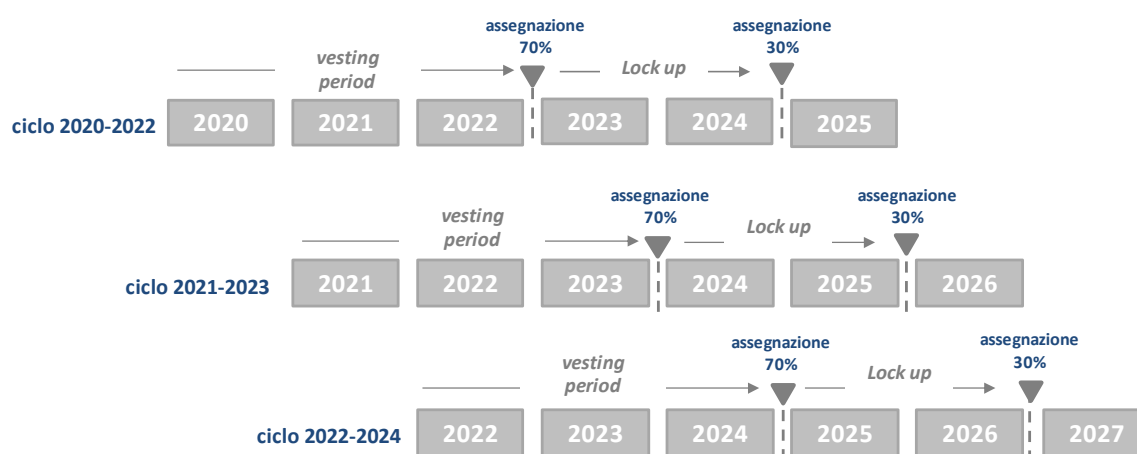 assegnazione
70%
assegnazione
30%
vesting
period
Lock up
ciclo 2020-2022
2020
2021
2022
2023
2024
2025
assegnazione
70%
assegnazione
30%
vesting
period
Lock up
ciclo 2021-2023
2021
2022
2023
2024
2025
2026
assegnazione
70%
assegnazione
30%
vesting
period
Lock up
ciclo 2022-2024
2022
2023
2024
2025
2026
2027